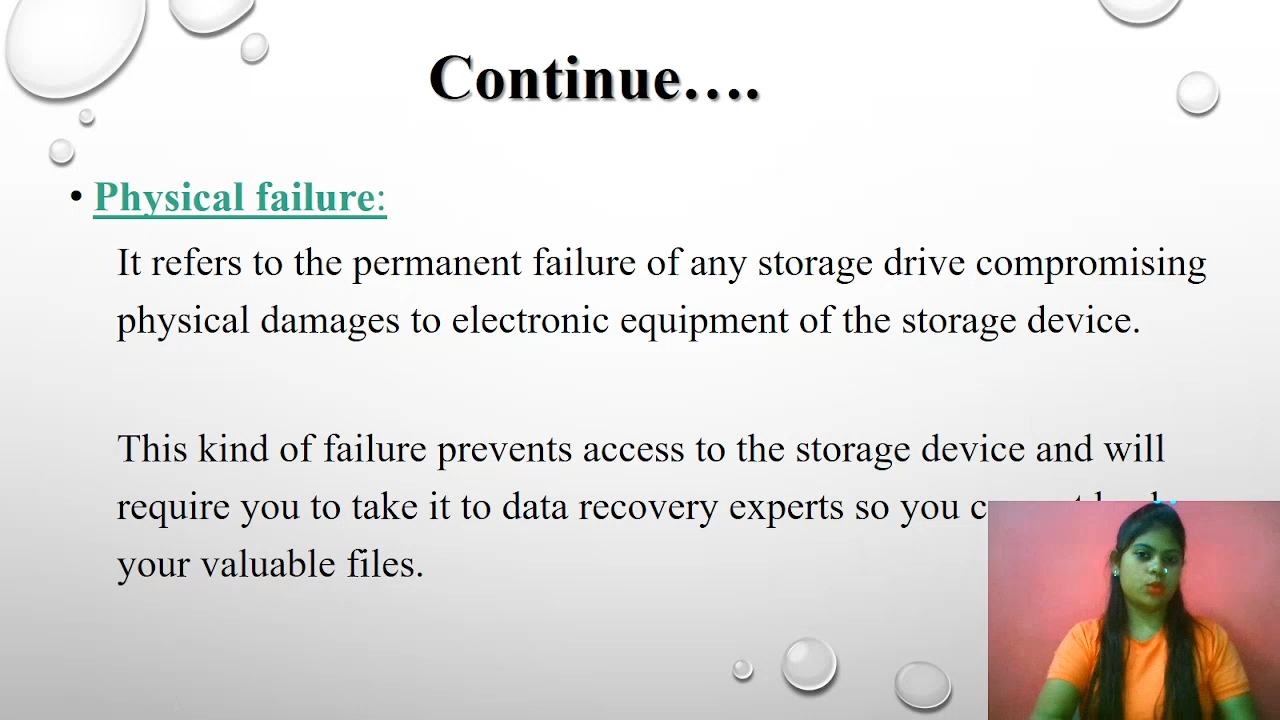 Continue….
• Physical failure:
It refers to the permanent failure of any storage drive compromising
physical damages to electronic equipment of the storage device.
This kind of failure prevents access to the storage device and will
require you to take it to data recovery experts so you
your valuable files.